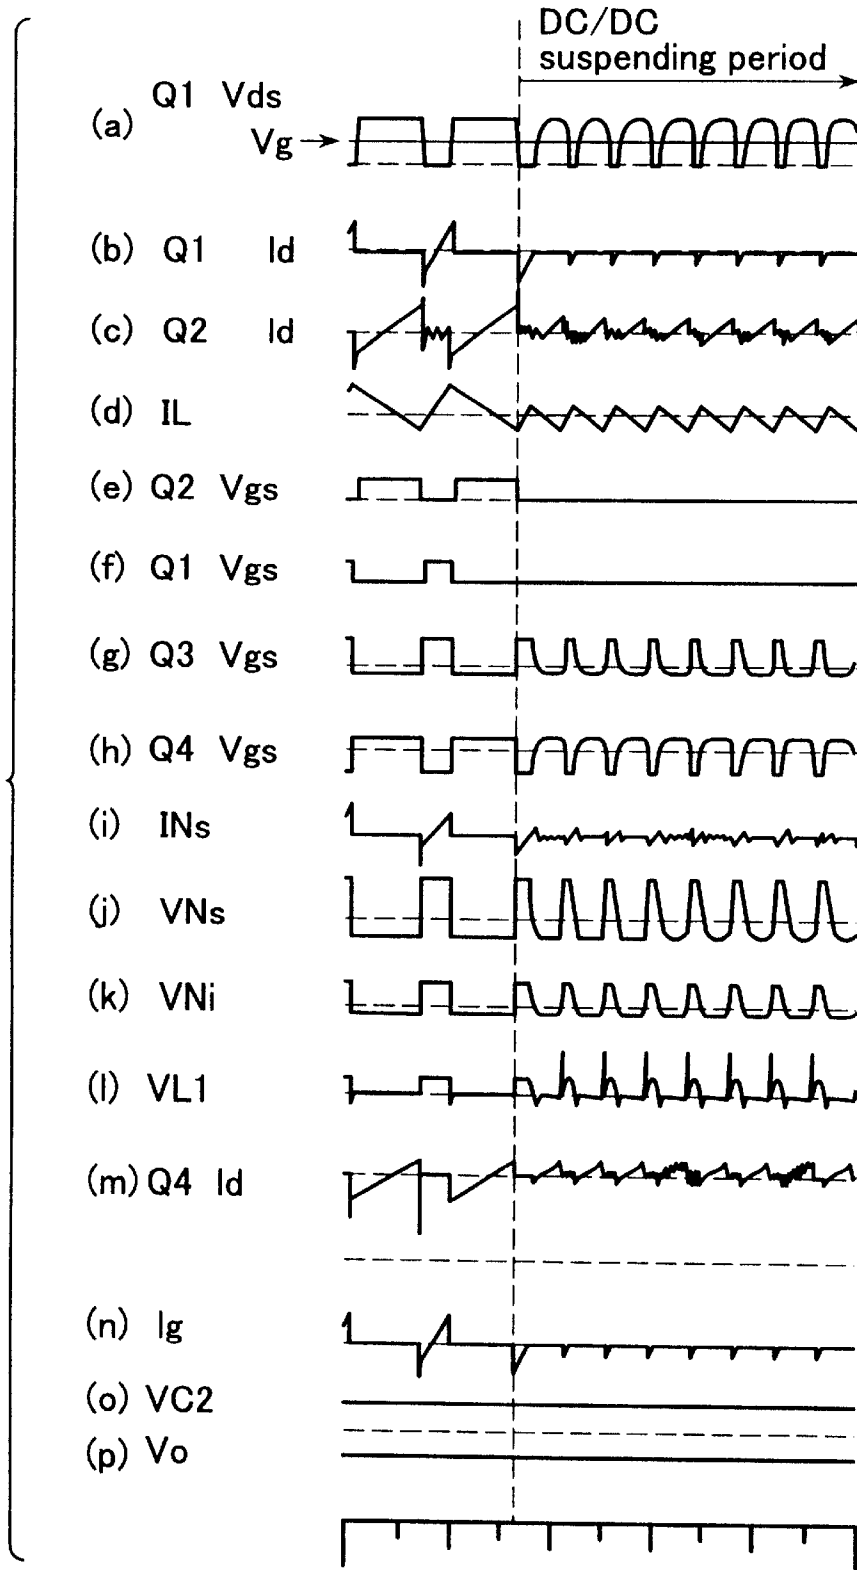 DC/DC
suspending period
(a) Q1 Vds
Vg
(b) Q1 Id
(c) Q2 Id
(d) IL
(e) Q2 Vgs
(f) Q1 Vgs
(g) Q3 Vgs
(h) Q4 Vgs
(i) INs
(j) VNs
(k) VNi
(l) VL1
(m) Q4 Id
(n) Ig
(o) VC2
(p) Vo